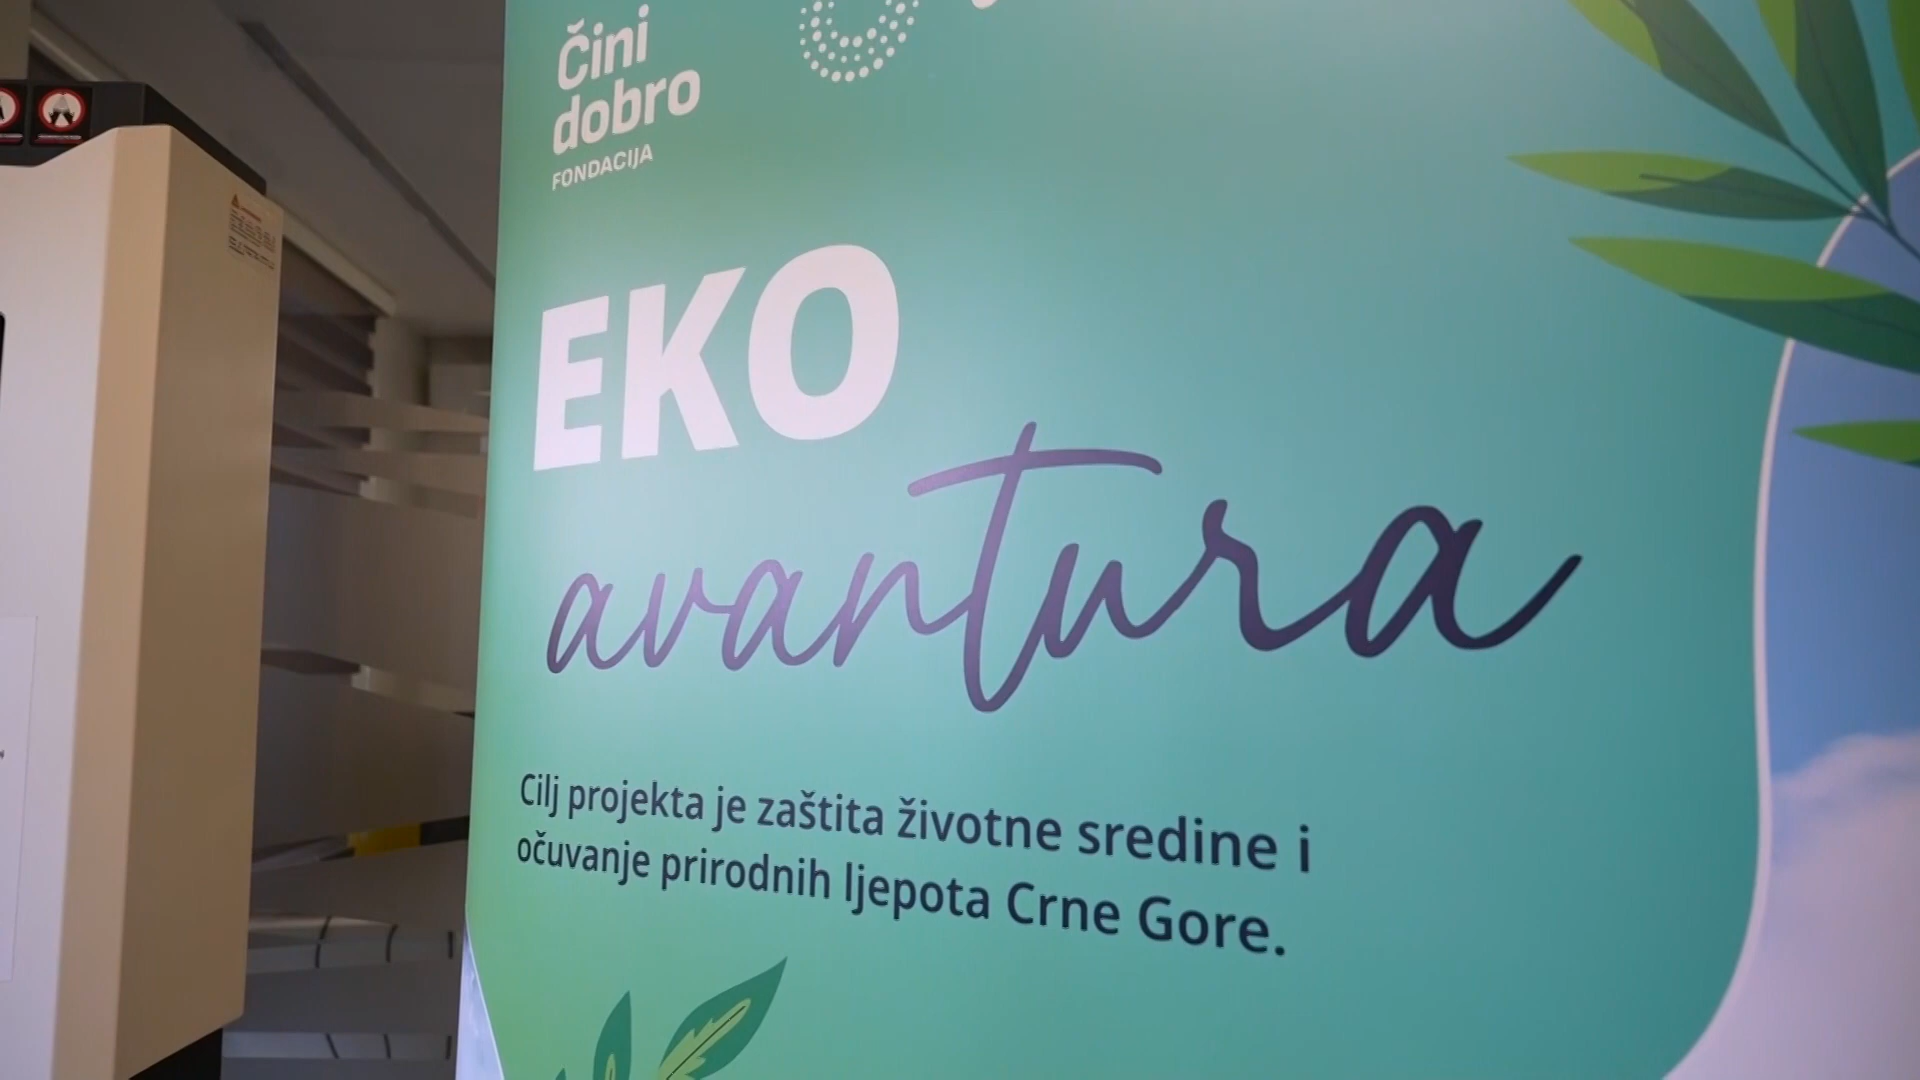 Čini
dobro
FONDACIJA
EKO
avantura
Cilj projekta je zaštita životne sredine i
očuvanje prirodnih ljepota Crne Gore.